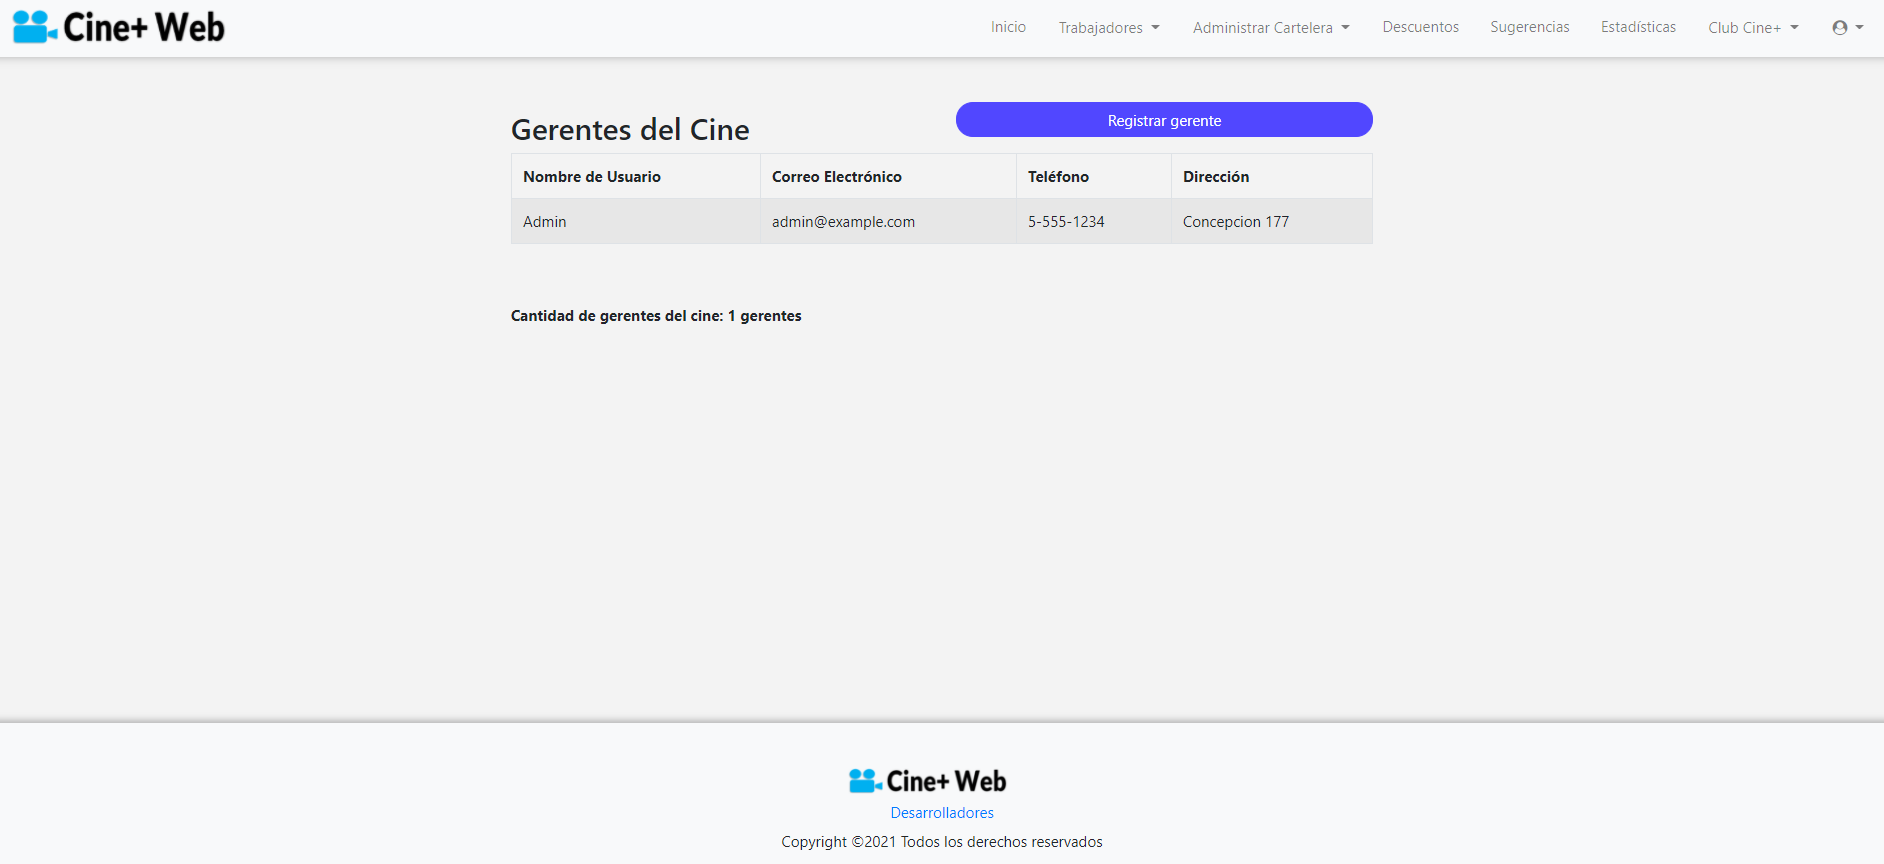 Cine+ Web
Inicio Trabajadores Administrar Cartelera Descuentos Sugerencias Estadísticas Club Cine+
Gerentes del Cine
Registrar gerente
Nombre de Usuario Correo Electrónico Teléfono Dirección
Admin admin@example.com 5-555-1234 Concepcion 177
Cantidad de gerentes del cine: 1 gerentes
Cine+ Web
Desarrolladores
Copyright ©2021 Todos los derechos reservados